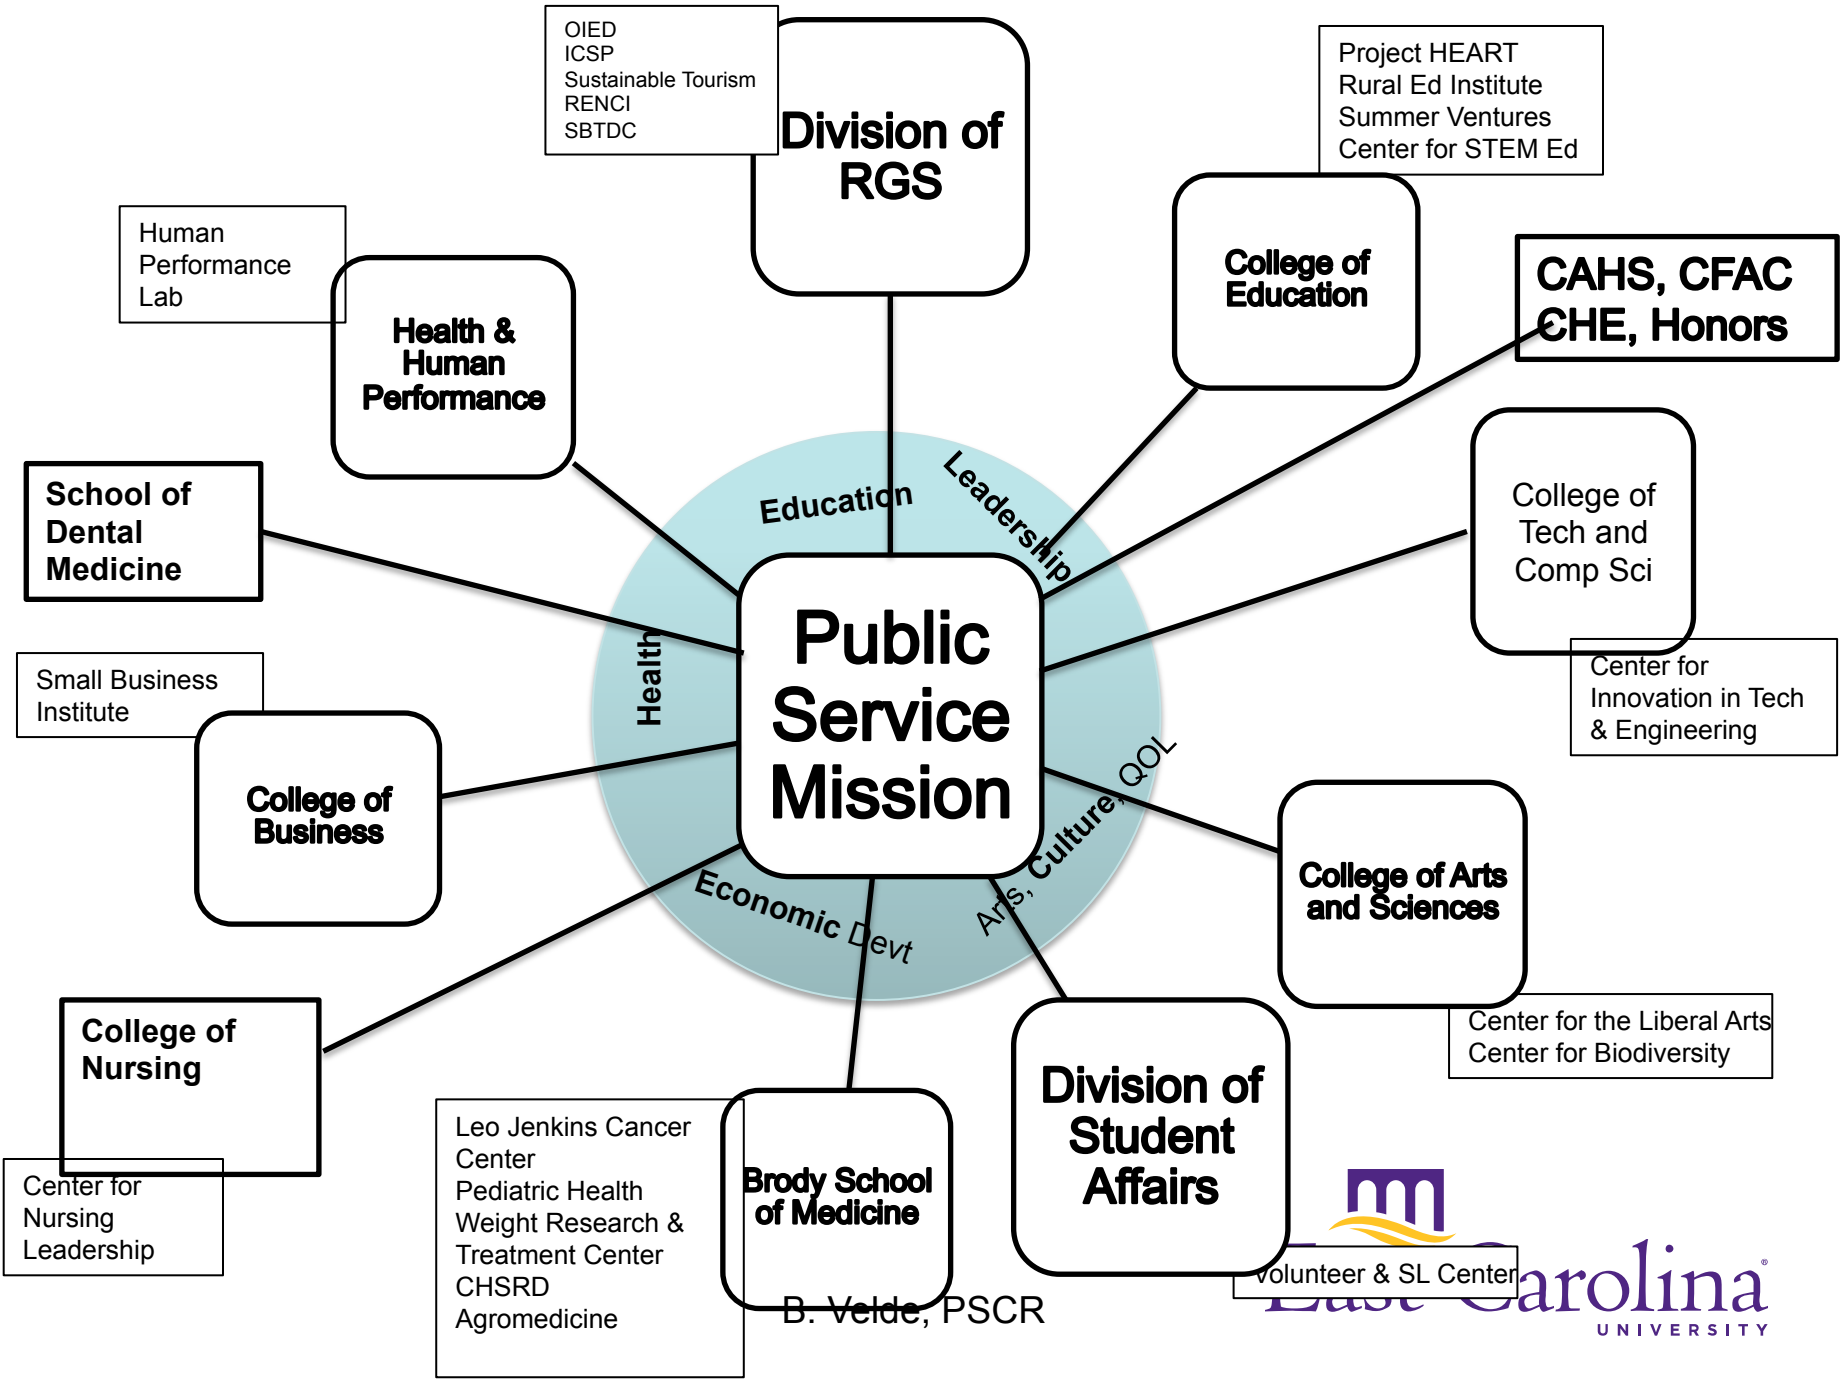 OIED
ICSP
Sustainable Tourism
RENCI
SBTDC
Division of
RGS
Project HEART
Rural Ed Institute
Summer Ventures
Center for STEM Ed
College of
Education
CAHS, CFAC
CHE, Honors
Human
Performance
Lab
Health &
Human
Performance
School of
Dental
Medicine
College of
Tech and
Comp Sci
Center for
Innovation in Tech
& Engineering
Education
Leadership
Health
Public
Service
Mission
Arts, Culture, QOL
Economic Devt
Small Business
Institute
College of
Business
College of Arts
and Sciences
Center for the Liberal Arts
Center for Biodiversity
College of
Nursing
Center for
Nursing
Leadership
Leo Jenkins Cancer
Center
Pediatric Health
Weight Research &
Treatment Center
CHSRD
Agromedicine
Brody School
of Medicine
Division of
Student
Affairs
Volunteer & SL Center
B. Velde, PSCR
East Carolina
UNIVERSITY